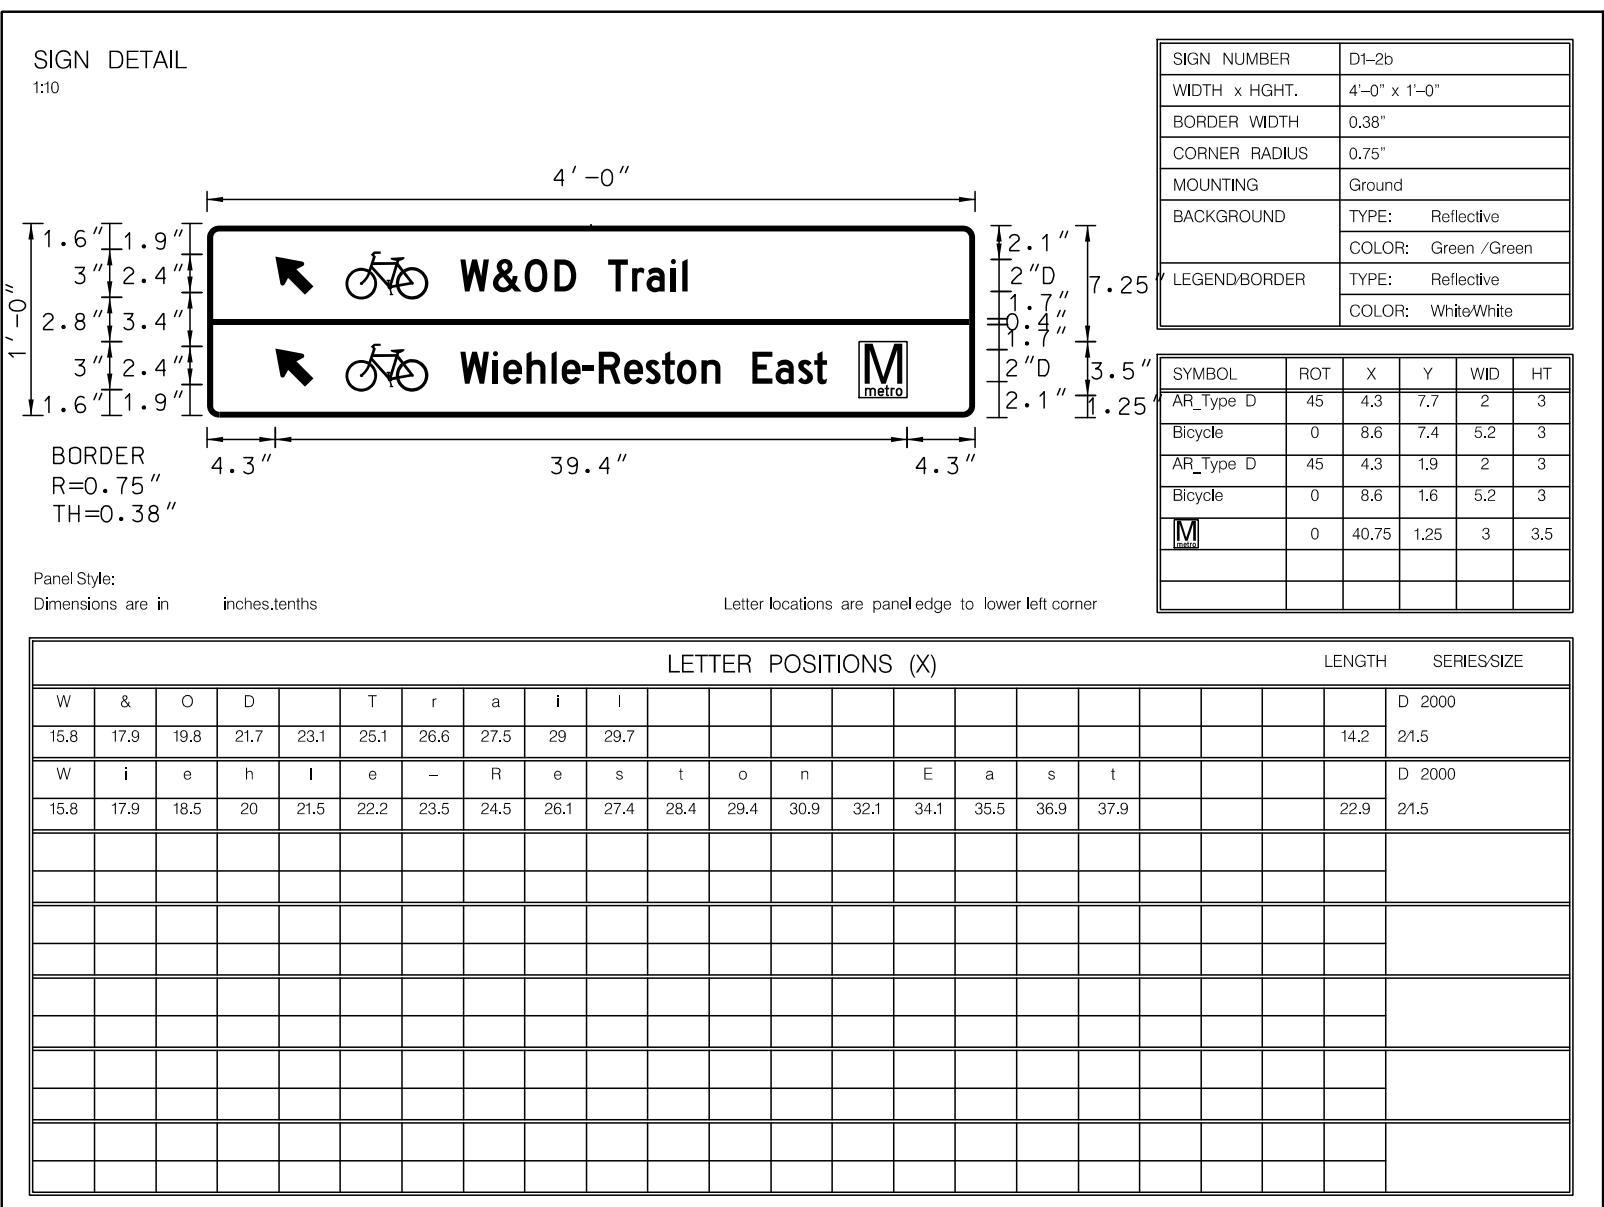 SIGN DETAIL
1:10
SIGN NUMBER D1–2b
WIDTH x HGHT. 4'–0" x 1'–0"
BORDER WIDTH 0.38"
CORNER RADIUS 0.75"
MOUNTING Ground
BACKGROUND TYPE: Reflective
COLOR: Green /Green
LEGEND/BORDER TYPE: Reflective
COLOR: White/White
4'–0"
1'–0"
1.6" 1.9"
3" 2.4"
2.8" 3.4"
3" 2.4"
1.6" 1.9"
W&OD Trail
Wiehle-Reston East M metro
2.1"
2"D
1.7"
0.4"
1.7"
2"D
2.1"
7.25"
3.5"
1.25"
4.3" 39.4" 4.3"
BORDER
R=0.75"
TH=0.38"
SYMBOL ROT X Y WID HT
AR_Type D 45 4.3 7.7 2 3
Bicycle 0 8.6 7.4 5.2 3
AR_Type D 45 4.3 1.9 2 3
Bicycle 0 8.6 1.6 5.2 3
M metro 0 40.75 1.25 3 3.5
Panel Style:
Dimensions are in inches.tenths
Letter locations are panel edge to lower left corner
LETTER POSITIONS (X) LENGTH SERIES/SIZE
W & O D T r a i l D 2000
15.8 17.9 19.8 21.7 23.1 25.1 26.6 27.5 29 29.7 14.2 2/1.5
W i e h l e – R e s t o n E a s t D 2000
15.8 17.9 18.5 20 21.5 22.2 23.5 24.5 26.1 27.4 28.4 29.4 30.9 32.1 34.1 35.5 36.9 37.9 22.9 2/1.5